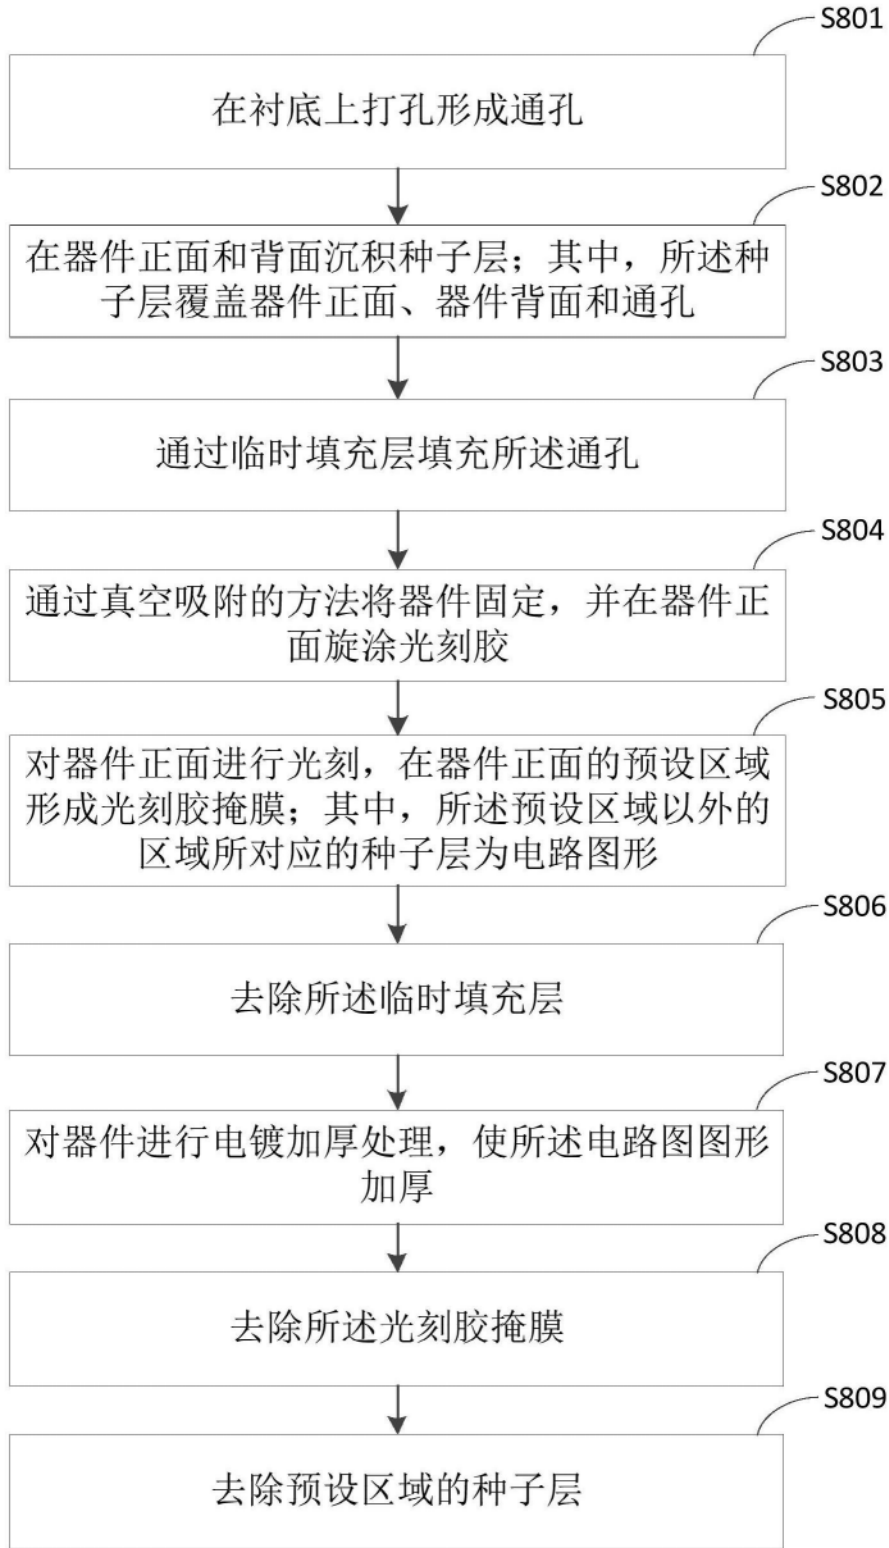 S801
在衬底上打孔形成通孔
S802
在器件正面和背面沉积种子层；其中，所述种
子层覆盖器件正面、器件背面和通孔
S803
通过临时填充层填充所述通孔
S804
通过真空吸附的方法将器件固定，并在器件正
面旋涂光刻胶
S805
对器件正面进行光刻，在器件正面的预设区域
形成光刻胶掩膜；其中，所述预设区域以外的
区域所对应的种子层为电路图形
S806
去除所述临时填充层
S807
对器件进行电镀加厚处理，使所述电路图图形
加厚
S808
去除所述光刻胶掩膜
S809
去除预设区域的种子层